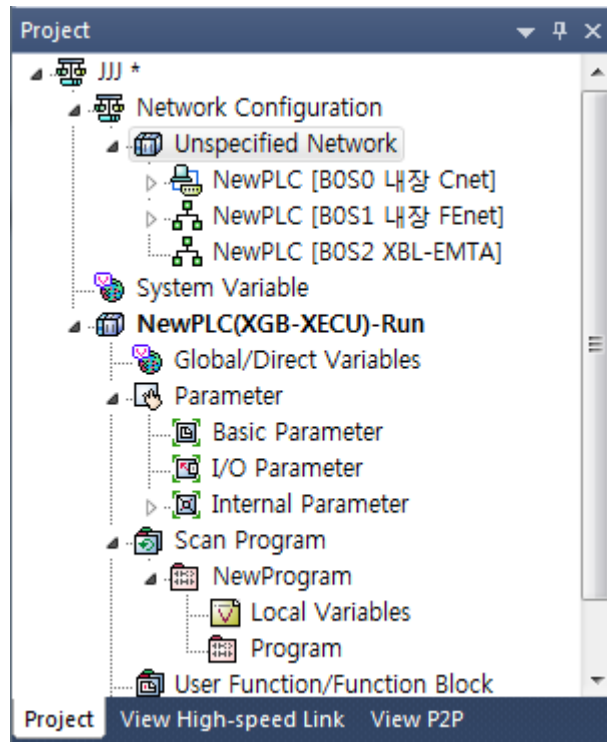 Project
JJJ *
Network Configuration
Unspecified Network
NewPLC [B0S0 내장 Cnet]
NewPLC [B0S1 내장 FEnet]
NewPLC [B0S2 XBL-EMTA]
System Variable
NewPLC(XGB-XECU)-Run
Global/Direct Variables
Parameter
Basic Parameter
I/O Parameter
Internal Parameter
Scan Program
NewProgram
Local Variables
Program
User Function/Function Block
Project View High-speed Link View P2P